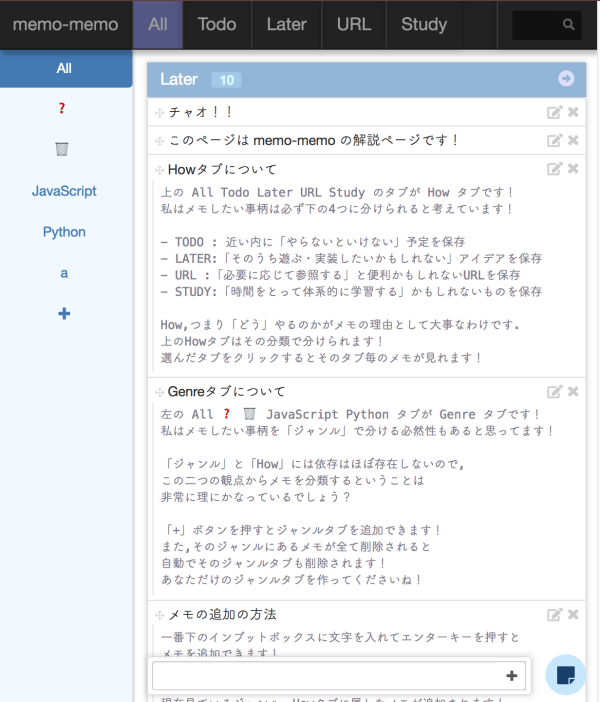 memo-memo All Todo Later URL Study
All
?
JavaScript
Python
a
+
Later 10
チャオ！！
このページは memo-memo の解説ページです！
Howタブについて
上の All Todo Later URL Study のタブが How タブです！
私はメモしたい事柄は必ず下の4つに分けられると考えています！
- TODO : 近い内に「やらないといけない」予定を保存
- LATER:「そのうち遊ぶ・実装したいかもしれない」アイデアを保存
- URL :「必要に応じて参照する」と便利かもしれないURLを保存
- STUDY:「時間をとって体系的に学習する」かもしれないものを保存
How,つまり「どう」やるのかがメモの理由として大事なわけです.
上のHowタブはその分類で分けられます！
選んだタブをクリックするとそのタブ毎のメモが見れます！
Genreタブについて
左の All ? JavaScript Python タブが Genre タブです！
私はメモしたい事柄を「ジャンル」で分ける必然性もあると思ってます！
「ジャンル」と「How」には依存はほぼ存在しないので,
この二つの観点からメモを分類するということは
非常に理にかなっているでしょう？
「+」ボタンを押すとジャンルタブを追加できます！
また,そのジャンルにあるメモが全て削除されると
自動でそのジャンルタブも削除されます！
あなただけのジャンルタブを作ってくださいね！
メモの追加の方法
一番下のインプットボックスに文字を入れてエンターキーを押すと
メモを追加できます！
+